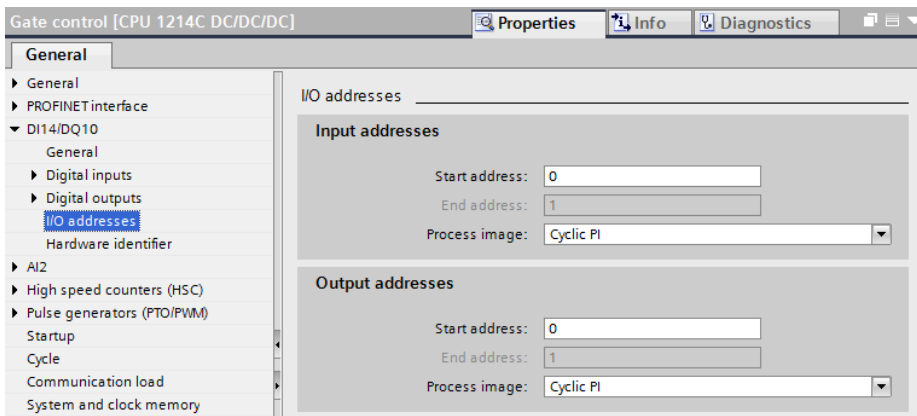 Gate control [CPU 1214C DC/DC/DC]
Properties
Info
Diagnostics
General
General
PROFINET interface
DI14/DQ10
General
Digital inputs
Digital outputs
I/O addresses
Hardware identifier
AI2
High speed counters (HSC)
Pulse generators (PTO/PWM)
Startup
Cycle
Communication load
System and clock memory
I/O addresses
Input addresses
Start address: 0
End address: 1
Process image: Cyclic PI
Output addresses
Start address: 0
End address: 1
Process image: Cyclic PI